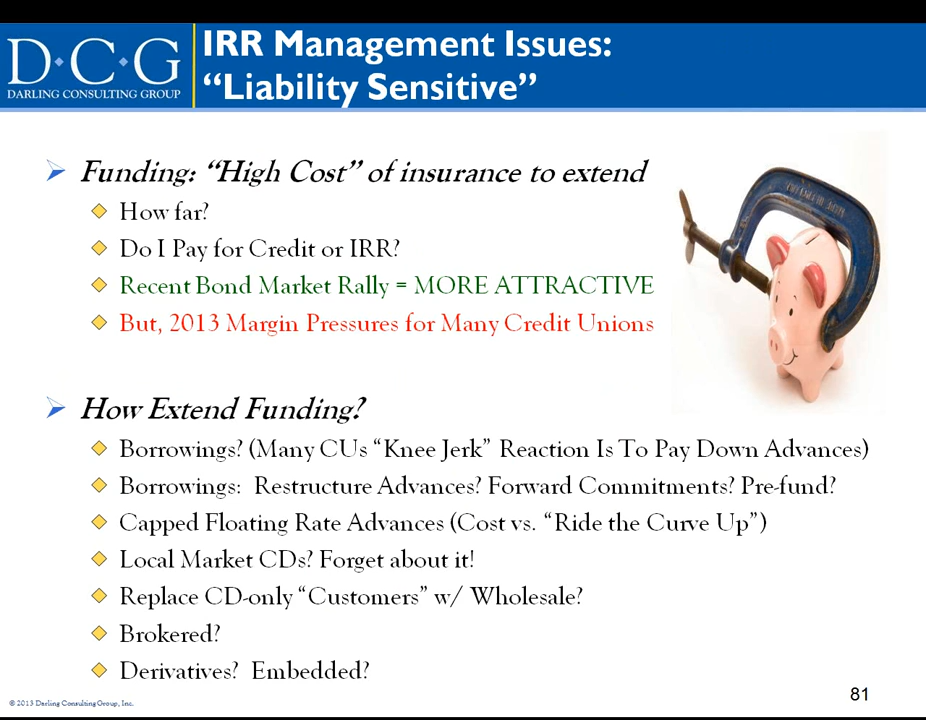 D·C·G
DARLING CONSULTING GROUP
IRR Management Issues:
“Liability Sensitive”
Funding: “High Cost” of insurance to extend
How far?
Do I Pay for Credit or IRR?
Recent Bond Market Rally = MORE ATTRACTIVE
But, 2013 Margin Pressures for Many Credit Unions
How Extend Funding?
Borrowings? (Many CUs “Knee Jerk” Reaction Is To Pay Down Advances)
Borrowings: Restructure Advances? Forward Commitments? Pre-fund?
Capped Floating Rate Advances (Cost vs. “Ride the Curve Up”)
Local Market CDs? Forget about it!
Replace CD-only “Customers” w/ Wholesale?
Brokered?
Derivatives? Embedded?
© 2013 Darling Consulting Group, Inc.
81